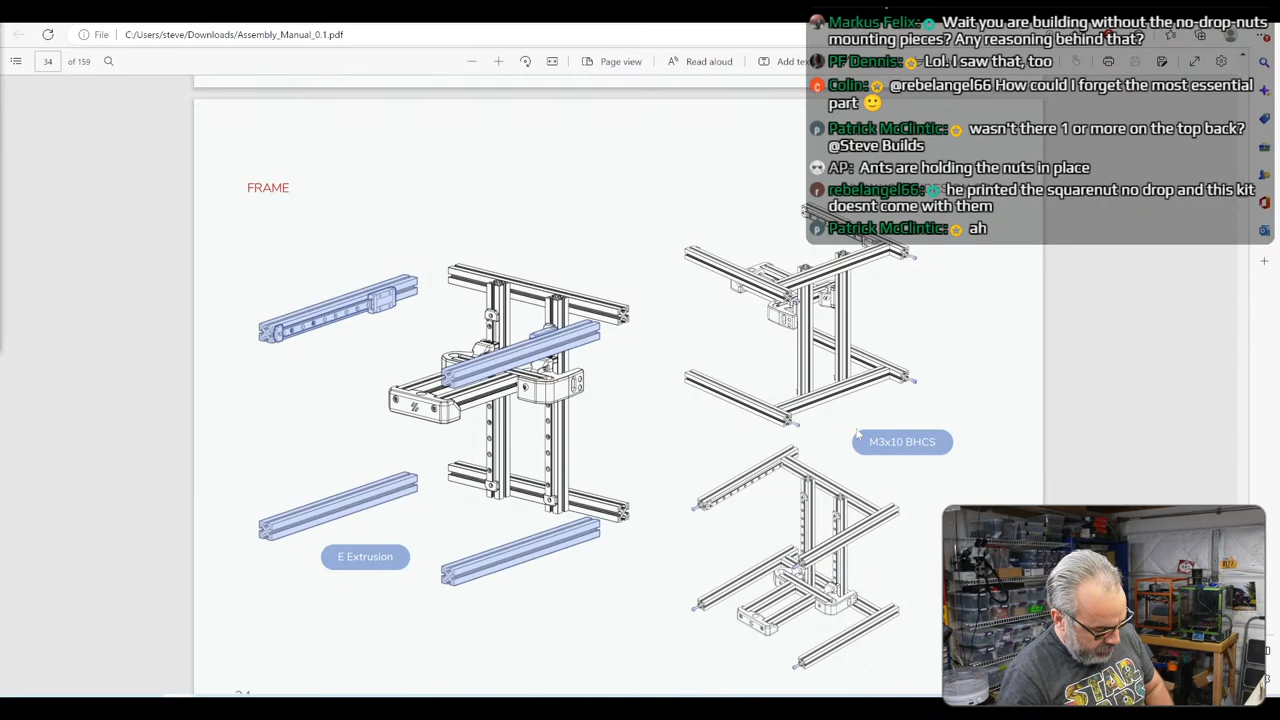 File
C:/Users/steve/Downloads/Assembly_Manual_0.1.pdf
34
of 159
Page view
Read aloud
Add tex
Markus Felix: Wait you are building without the no-drop-nuts
mounting pieces? Any reasoning behind that?
PF Dennis: Lol. I saw that, too
Colin: @rebelangel66 How could I forget the most essential
part 🙂
Patrick McClintic: wasn't there 1 or more on the top back?
@Steve Builds
AP: Ants are holding the nuts in place
rebelangel66: he printed the squarenut no drop and this kit
doesnt come with them
Patrick McClintic: ah
FRAME
E Extrusion
M3x10 BHCS
STAR